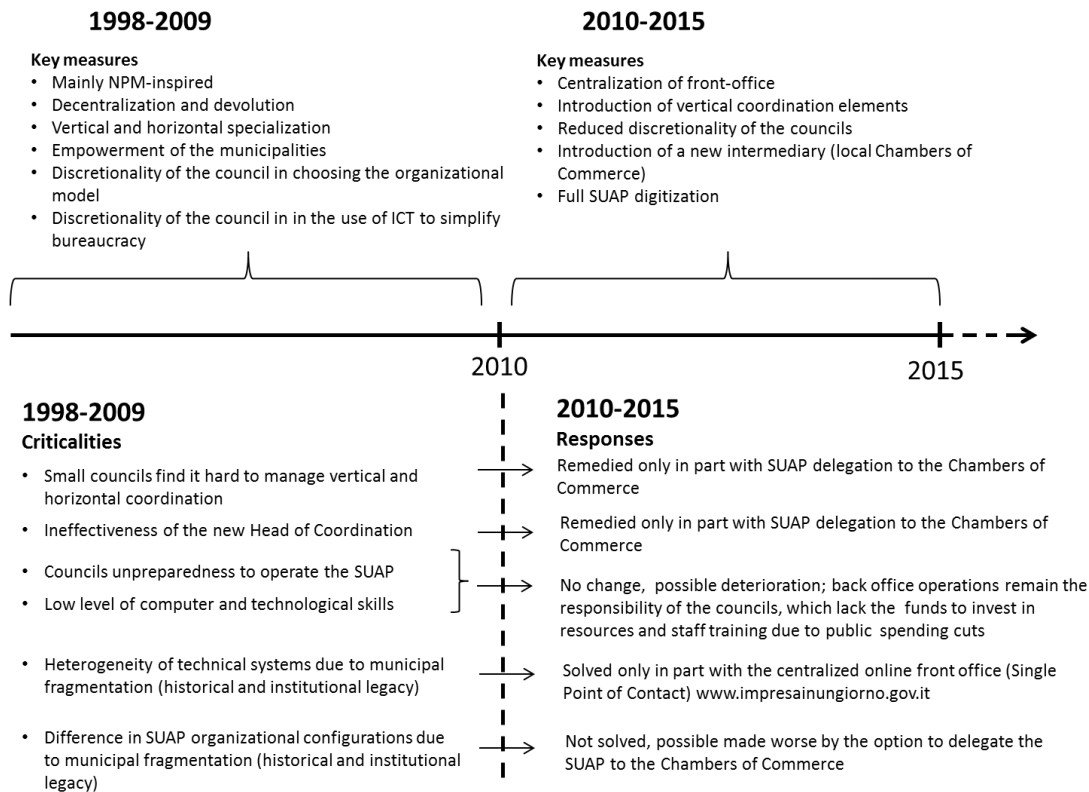 1998-2009
Key measures
• Mainly NPM-inspired
• Decentralization and devolution
• Vertical and horizontal specialization
• Empowerment of the municipalities
• Discretionality of the council in choosing the organizational
model
• Discretionality of the council in in the use of ICT to simplify
bureaucracy
2010-2015
Key measures
• Centralization of front-office
• Introduction of vertical coordination elements
• Reduced discretionality of the councils
• Introduction of a new intermediary (local Chambers of
Commerce)
• Full SUAP digitization
2010
2015
1998-2009
Criticalities
• Small councils find it hard to manage vertical and
horizontal coordination
• Ineffectiveness of the new Head of Coordination
• Councils unpreparedness to operate the SUAP
• Low level of computer and technological skills
• Heterogeneity of technical systems due to municipal
fragmentation (historical and institutional legacy)
• Difference in SUAP organizational configurations due
to municipal fragmentation (historical and institutional
legacy)
2010-2015
Responses
Remedied only in part with SUAP delegation to the Chambers of
Commerce
Remedied only in part with SUAP delegation to the Chambers of
Commerce
No change, possible deterioration; back office operations remain the
responsibility of the councils, which lack the funds to invest in
resources and staff training due to public spending cuts
Solved only in part with the centralized online front office (Single
Point of Contact) www.impresainungiorno.gov.it
Not solved, possible made worse by the option to delegate the
SUAP to the Chambers of Commerce